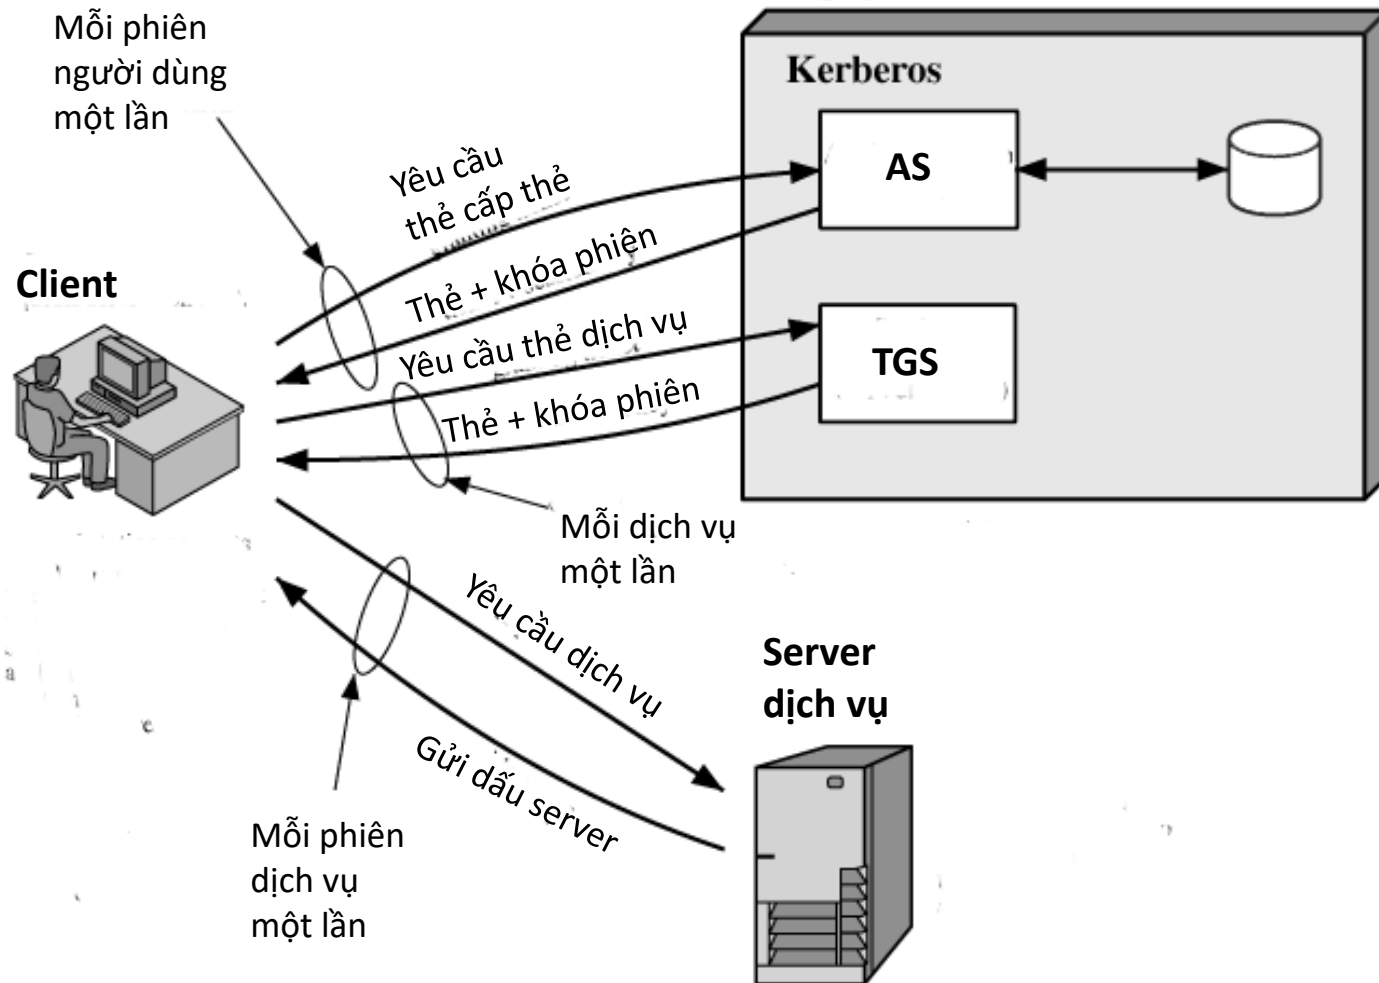 Mỗi phiên
người dùng
một lần
Kerberos
AS
Yêu cầu
thẻ cấp thẻ
Thẻ + khóa phiên
Client
Yêu cầu thẻ dịch vụ
TGS
Thẻ + khóa phiên
Mỗi dịch vụ
một lần
Yêu cầu dịch vụ
Server
dịch vụ
Gửi dấu server
Mỗi phiên
dịch vụ
một lần